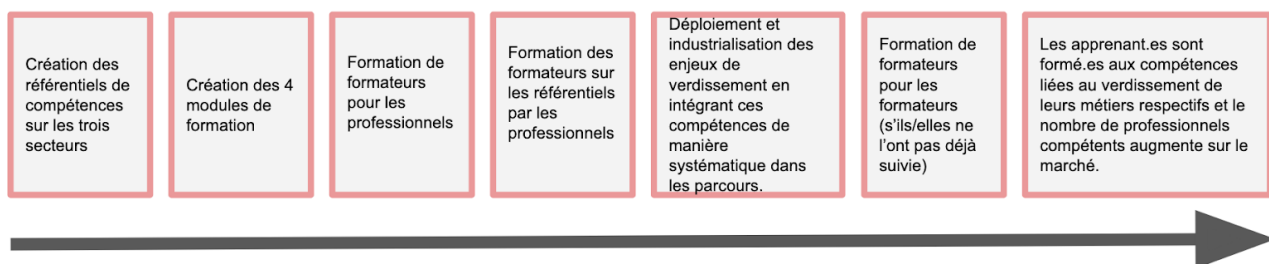 Création des
référentiels de
compétences
sur les trois
secteurs
Création des 4
modules de
formation
Formation de
formateurs
pour les
professionnels
Formation des
formateurs sur
les référentiels
par les
professionnels
Déploiement et
industrialisation des
enjeux de
verdissement en
intégrant ces
compétences de
manière
systématique dans
les parcours.
Formation de
formateurs
pour les
formateurs
(s'ils/elles ne
l'ont pas déjà
suivie)
Les apprenant.es sont
formé.es aux compétences
liées au verdissement de
leurs métiers respectifs et le
nombre de professionnels
compétents augmente sur le
marché.